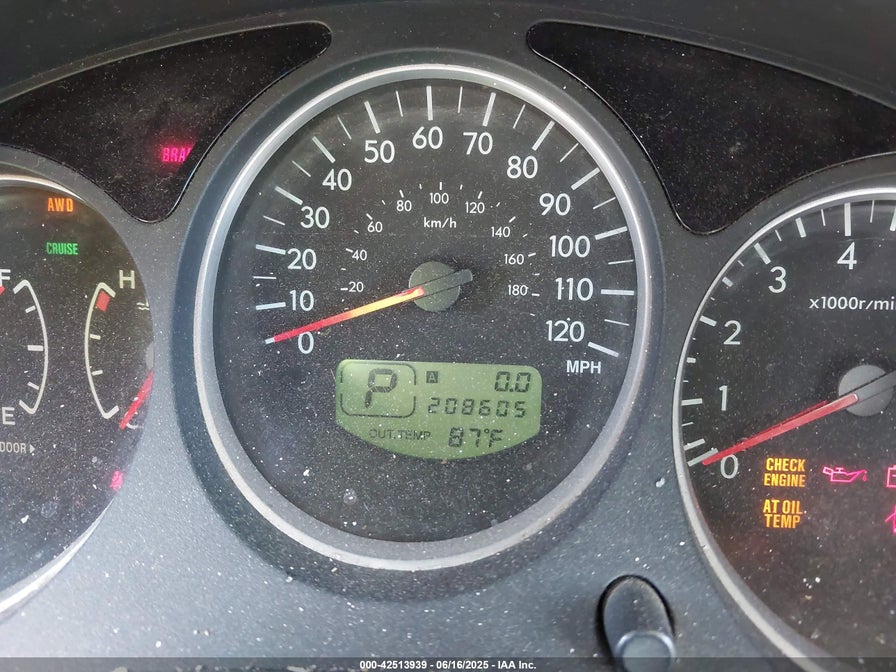 BRA
AWD
CRUISE
F
H
E
DOOR
0
10
20
30
40
50
60
70
80
90
100
110
120
MPH
20
40
60
80
100
120
140
160
180
km/h
P
A
0.0
208605
OUT.TEMP
87°F
0
1
2
3
4
x1000r/mi
CHECK
ENGINE
AT OIL
TEMP
000-42513939 - 06/16/2025 - IAA Inc.